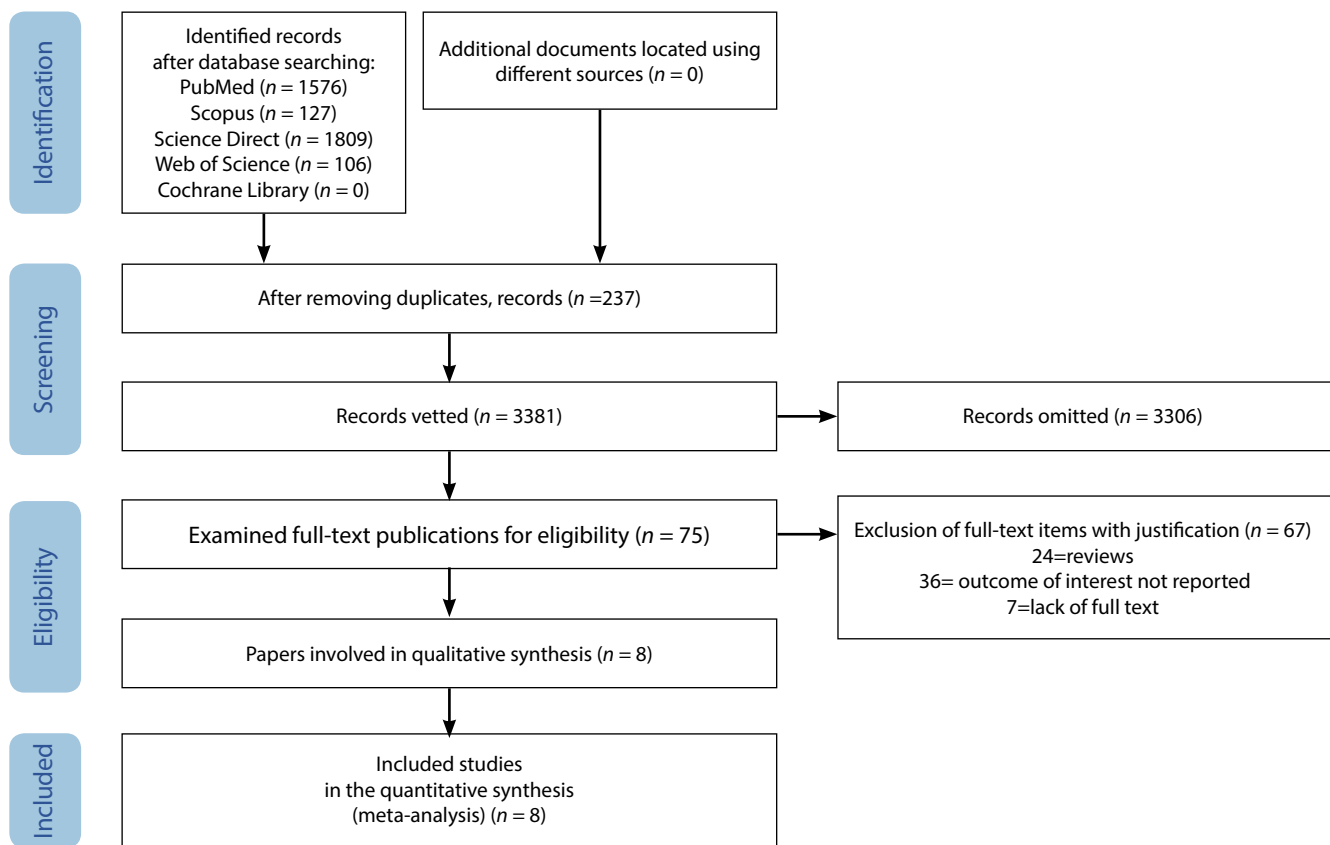 Identification
Identified records
after database searching:
PubMed (n = 1576)
Scopus (n = 127)
Science Direct (n = 1809)
Web of Science (n = 106)
Cochrane Library (n = 0)
Additional documents located using
different sources (n = 0)
Screening
After removing duplicates, records (n =237)
Records vetted (n = 3381)
Records omitted (n = 3306)
Eligibility
Examined full-text publications for eligibility (n = 75)
Exclusion of full-text items with justification (n = 67)
24=reviews
36= outcome of interest not reported
7=lack of full text
Papers involved in qualitative synthesis (n = 8)
Included
Included studies
in the quantitative synthesis
(meta-analysis) (n = 8)